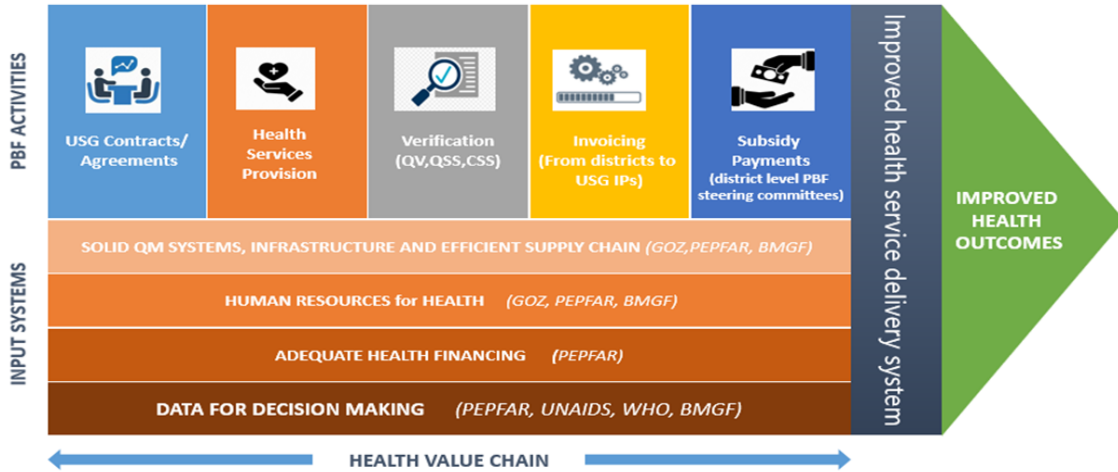 PBF ACTIVITIES
USG Contracts/
Agreements
Health
Services
Provision
Verification
(QV,QSS,CSS)
Invoicing
(From districts to
USG IPs)
Subsidy
Payments
(district level PBF
steering committees)
INPUT SYSTEMS
SOLID QM SYSTEMS, INFRASTRUCTURE AND EFFICIENT SUPPLY CHAIN (GOZ,PEPFAR, BMGF)
HUMAN RESOURCES for HEALTH (GOZ, PEPFAR, BMGF)
ADEQUATE HEALTH FINANCING (PEPFAR)
DATA FOR DECISION MAKING (PEPFAR, UNAIDS, WHO, BMGF)
Improved health service delivery system
IMPROVED
HEALTH
OUTCOMES
HEALTH VALUE CHAIN